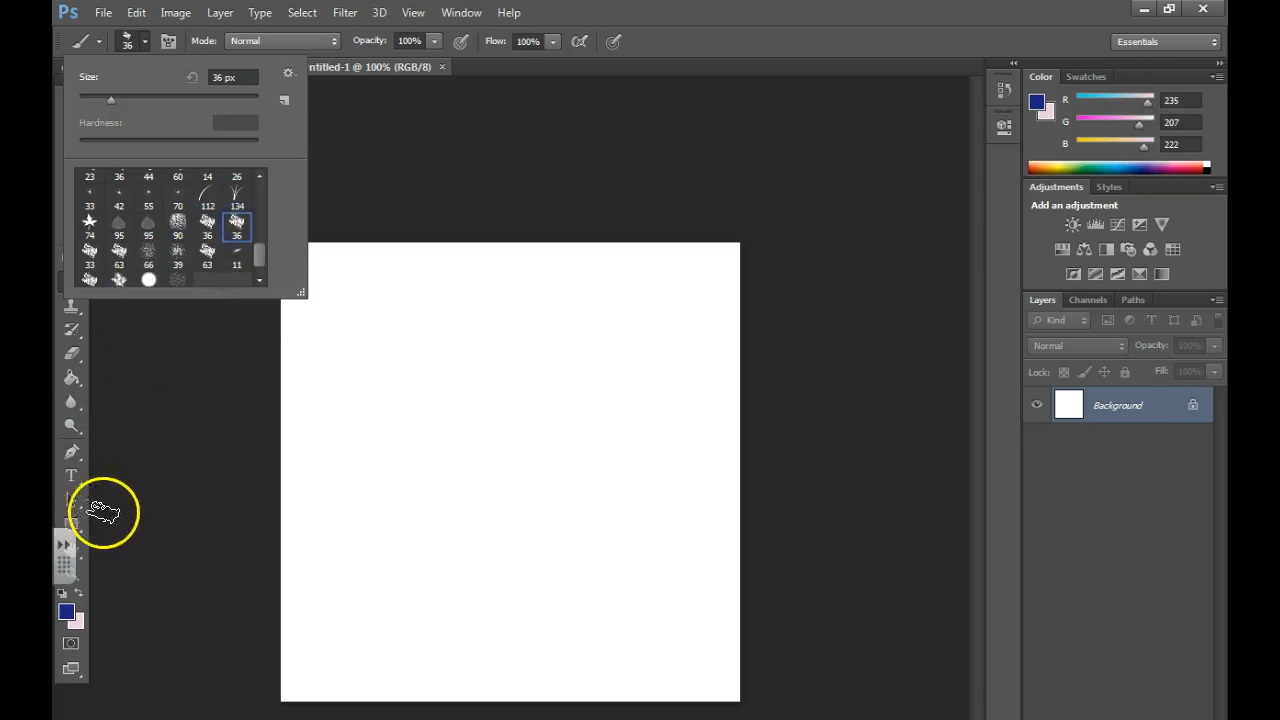 Ps File Edit Image Layer Type Select Filter 3D View Window Help
36 Mode: Normal Opacity: 100% Flow: 100% Essentials
ntitled-1 @ 100% (RGB/8) ×
Size: 36 px
Hardness:
23 36 44 60 14 26
33 42 55 70 112 134
74 95 95 90 36 36
33 63 66 39 63 11
T
Color Swatches
R 235
G 207
B 222
Adjustments Styles
Add an adjustment
Layers Channels Paths
Kind T
Normal Opacity: 100%
Lock: Fill: 100%
Background